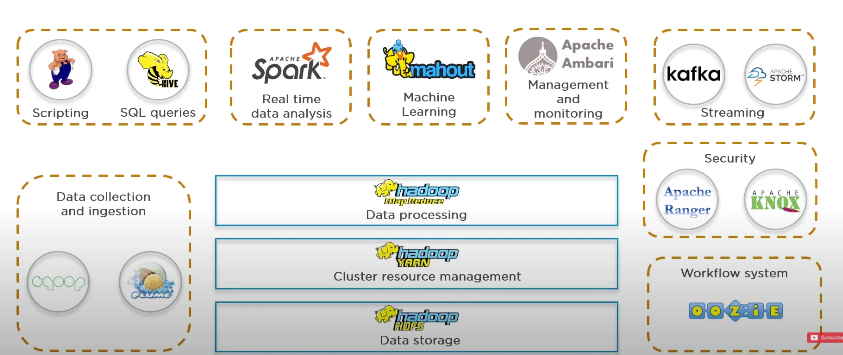 HIVE
Scripting
SQL queries
APACHE
Spark
Real time
data analysis
mahout
Machine
Learning
Apache
Ambari
Management
and
monitoring
kafka
APACHE
STORM
Streaming
Data collection
and ingestion
sqoop
FLUME
hadoop
Map Reduce
Data processing
hadoop
YARN
Cluster resource management
hadoop
HDFS
Data storage
Security
Apache
Ranger
APACHE
KNOX
Workflow system
OOZIE
Subscribe